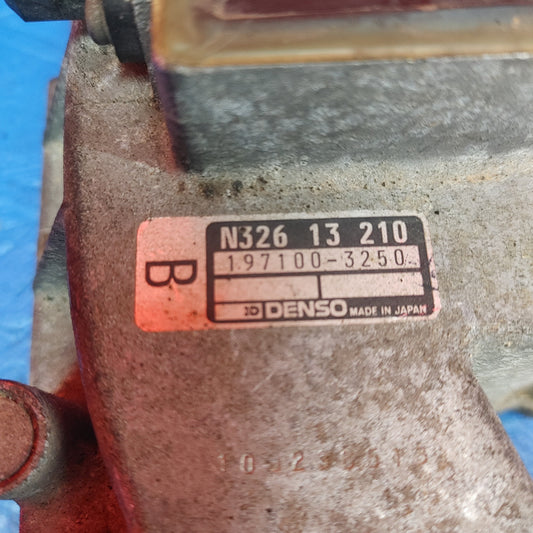 B
N326 13 210
197100-3250
DENSO MADE IN JAPAN